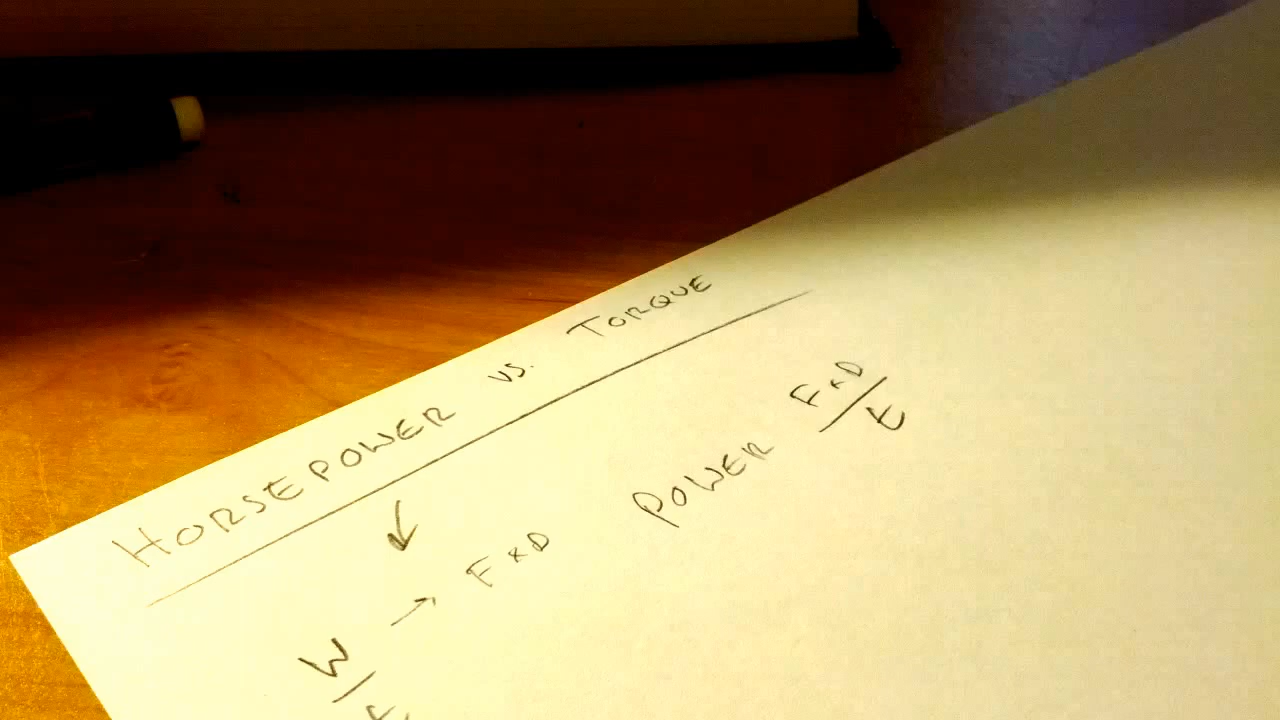 HORSEPOWER vs. TORQUE
W → F x D POWER F x D
t t